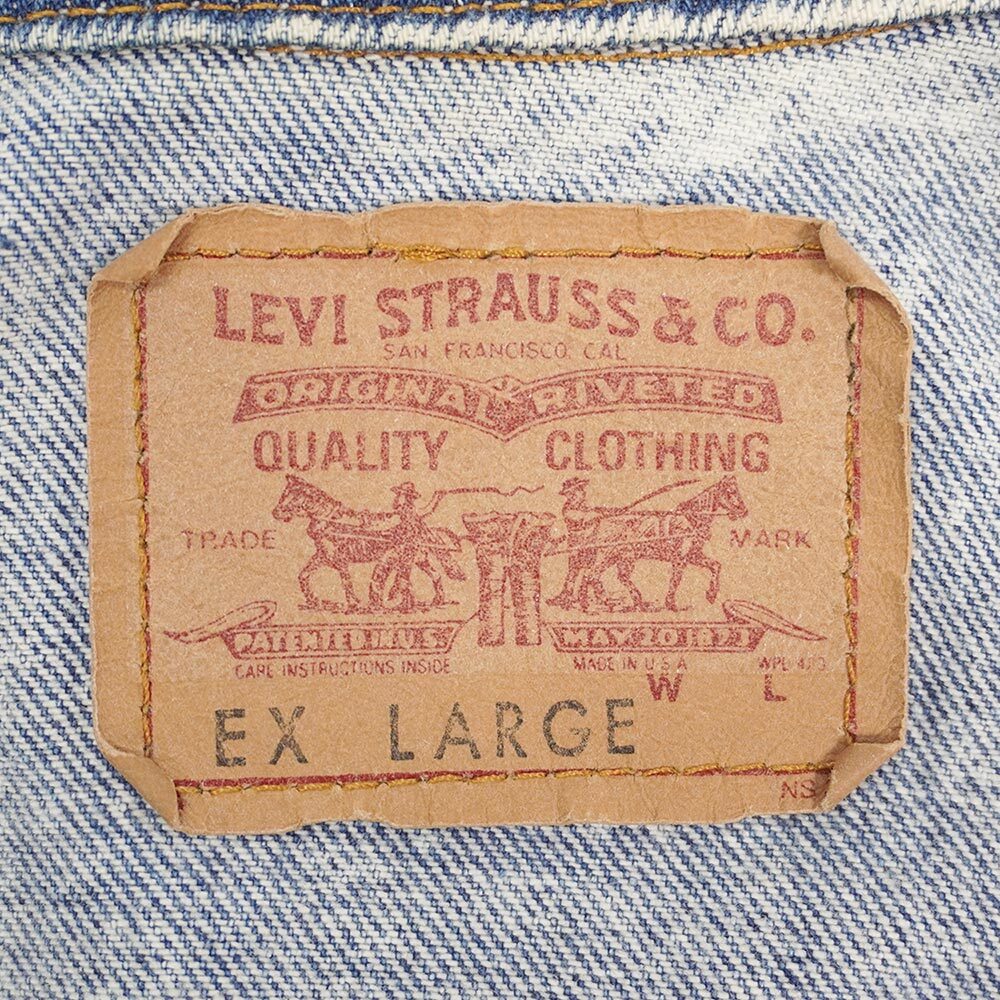 LEVI STRAUSS & CO.
SAN FRANCISCO CAL
ORIGINAL RIVETED
QUALITY CLOTHING
TRADE MARK
PATENTED IN U.S. MAY 20 1873
CARE INSTRUCTIONS INSIDE MADE IN U S A WPL 423
W L
EX LARGE
NS